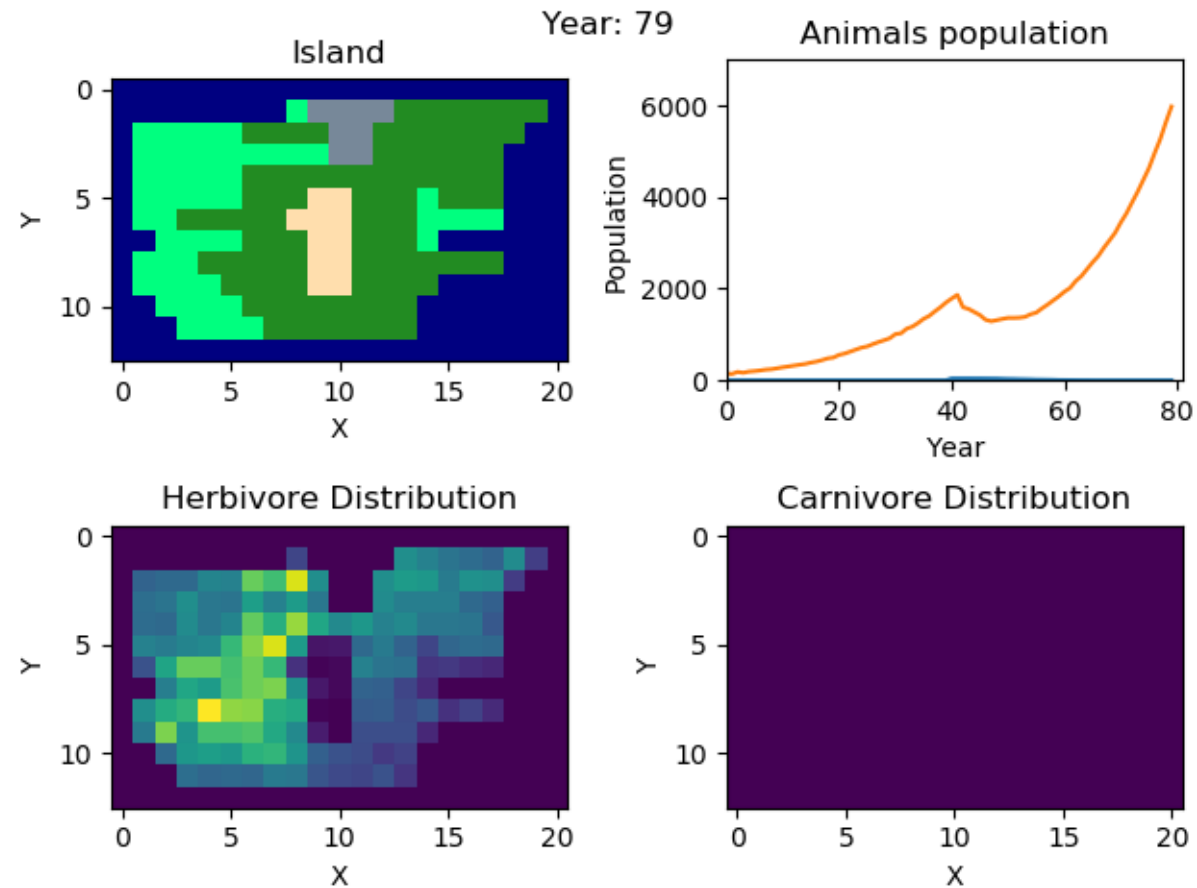 Year: 79
Island
0
5
10
Y
0 5 10 15 20
X
Animals population
6000
4000
2000
0
Population
0 20 40 60 80
Year
Herbivore Distribution
0
5
10
Y
0 5 10 15 20
X
Carnivore Distribution
0
5
10
Y
0 5 10 15 20
X